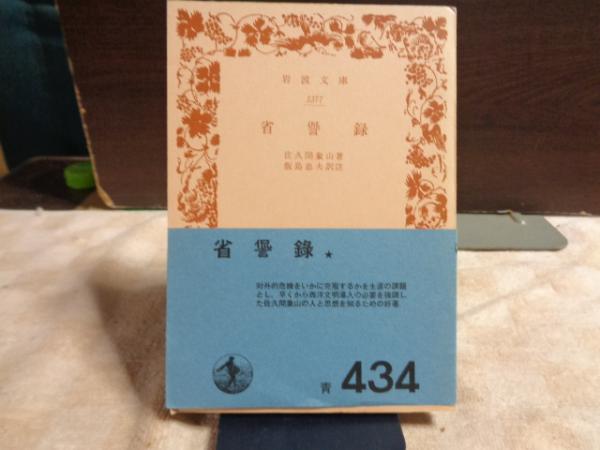 岩波文庫
3377
省諐録
佐久間象山著
飯島忠夫訳註
省諐錄 ★
対外的危機をいかに克服するかを生涯の課題
とし、早くから西洋文明導入の必要を強調し
た佐久間象山の人と思想を知るための好著
青 434